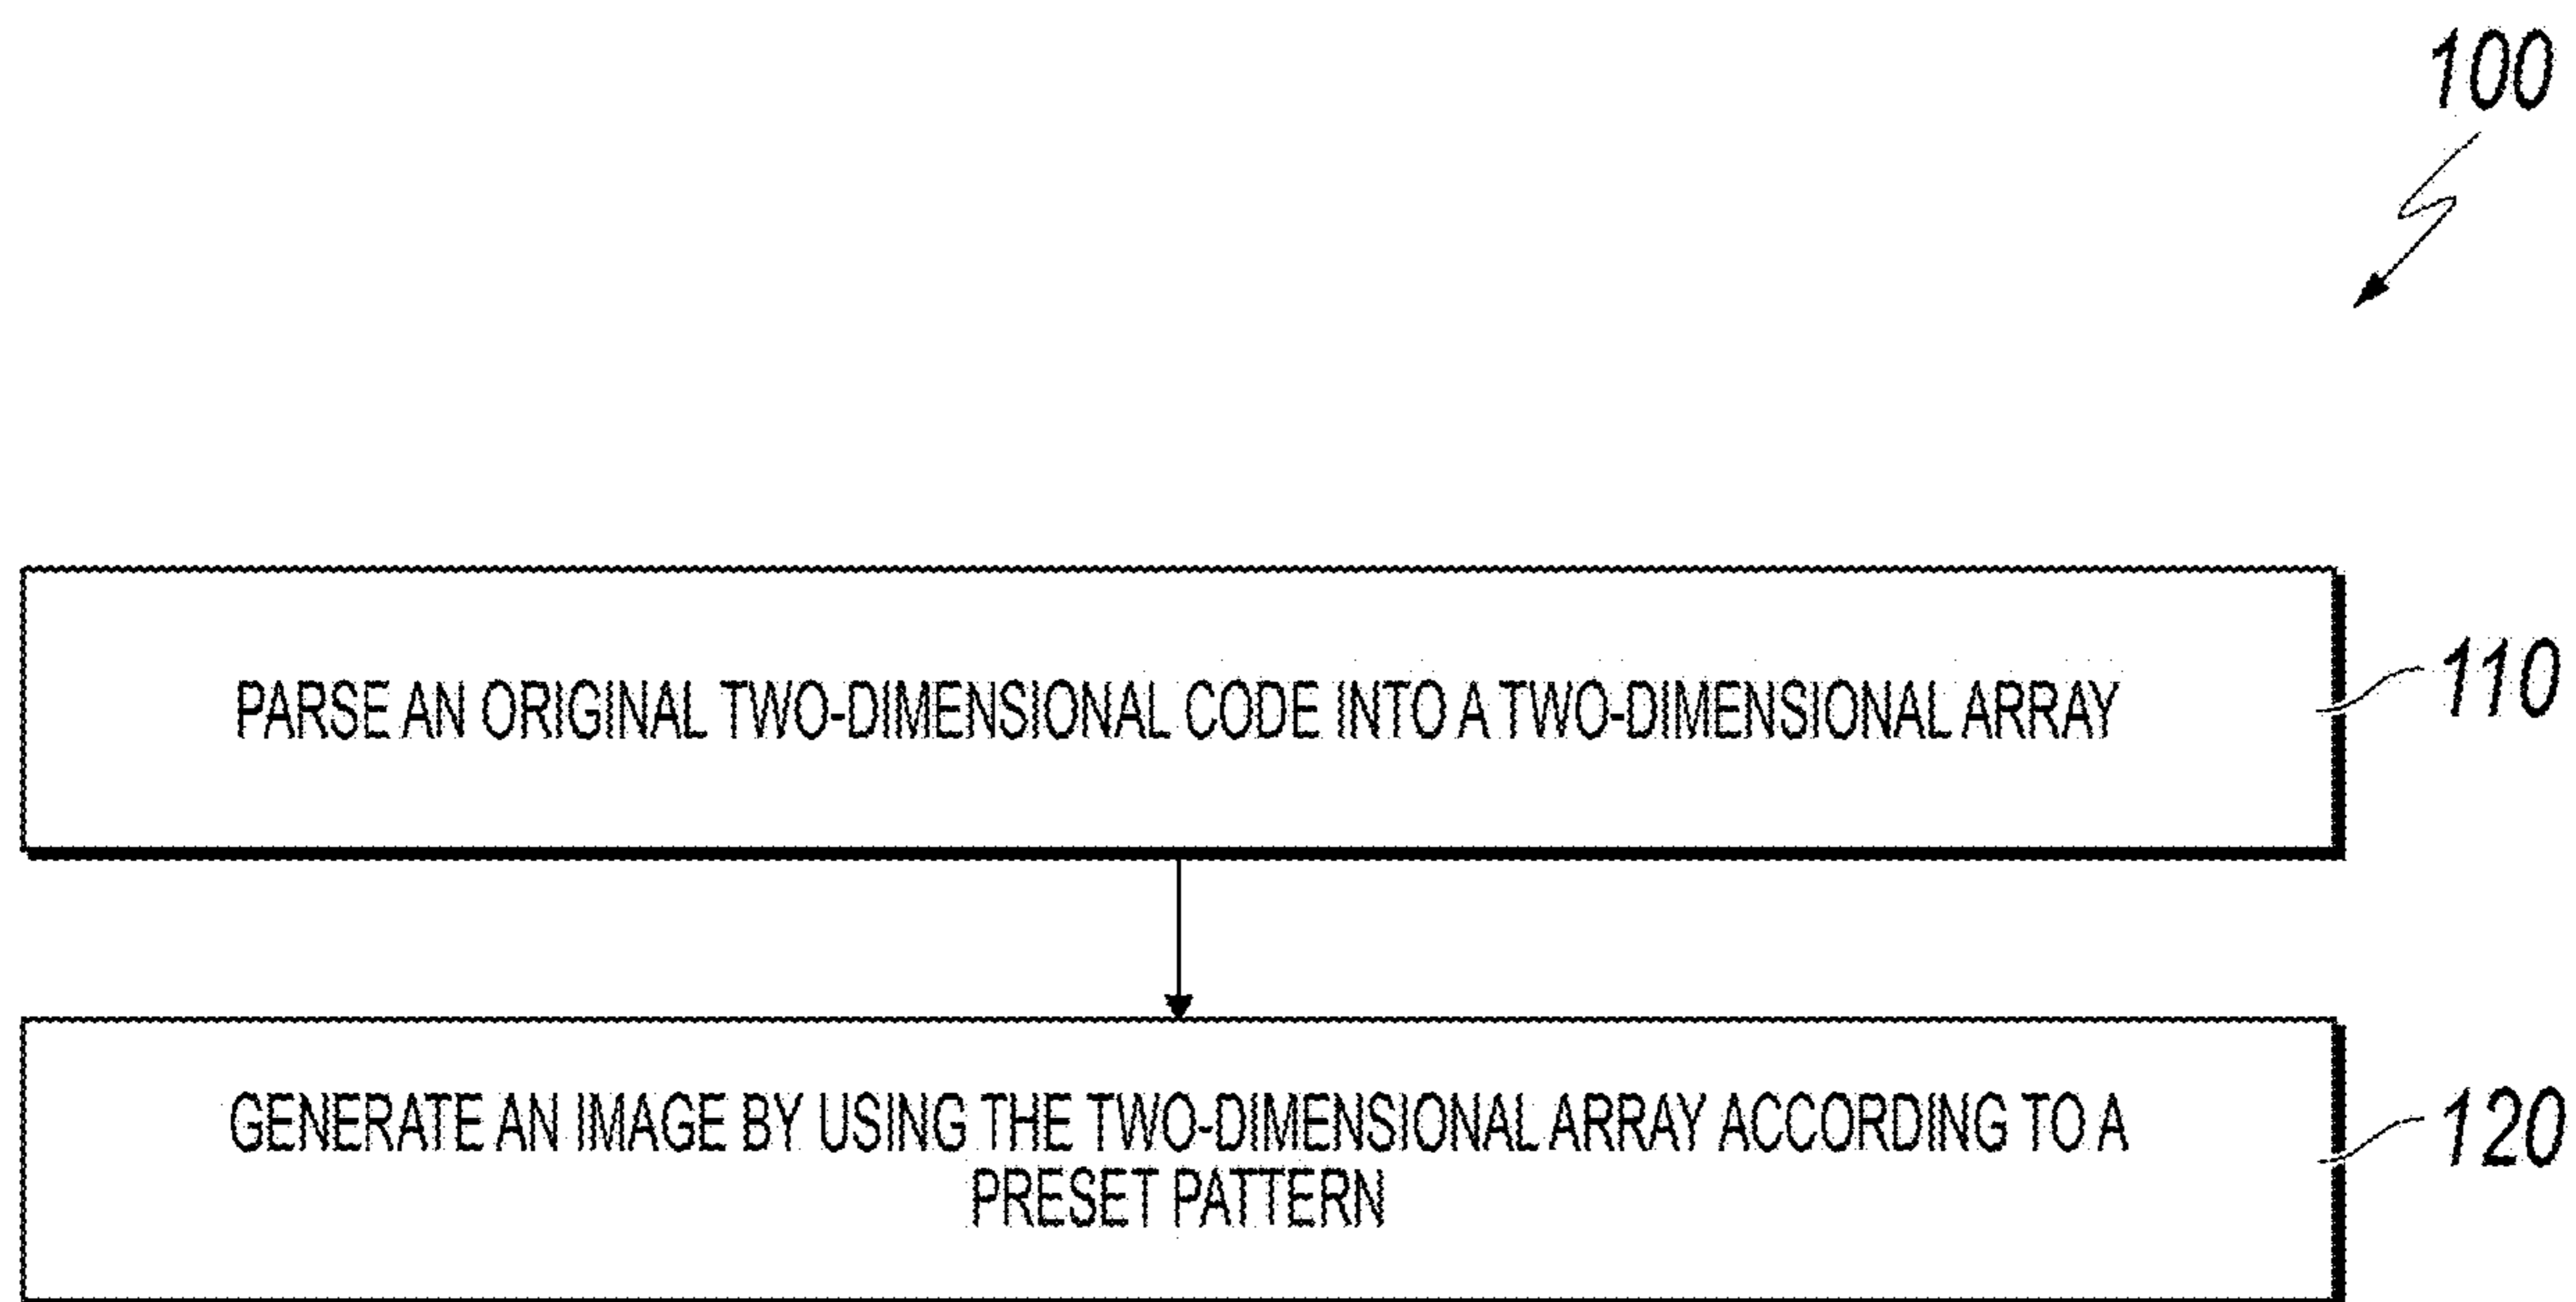 100
PARSE AN ORIGINAL TWO-DIMENSIONAL CODE INTO A TWO-DIMENSIONAL ARRAY
110
GENERATE AN IMAGE BY USING THE TWO-DIMENSIONAL ARRAY ACCORDING TO A
PRESET PATTERN
120